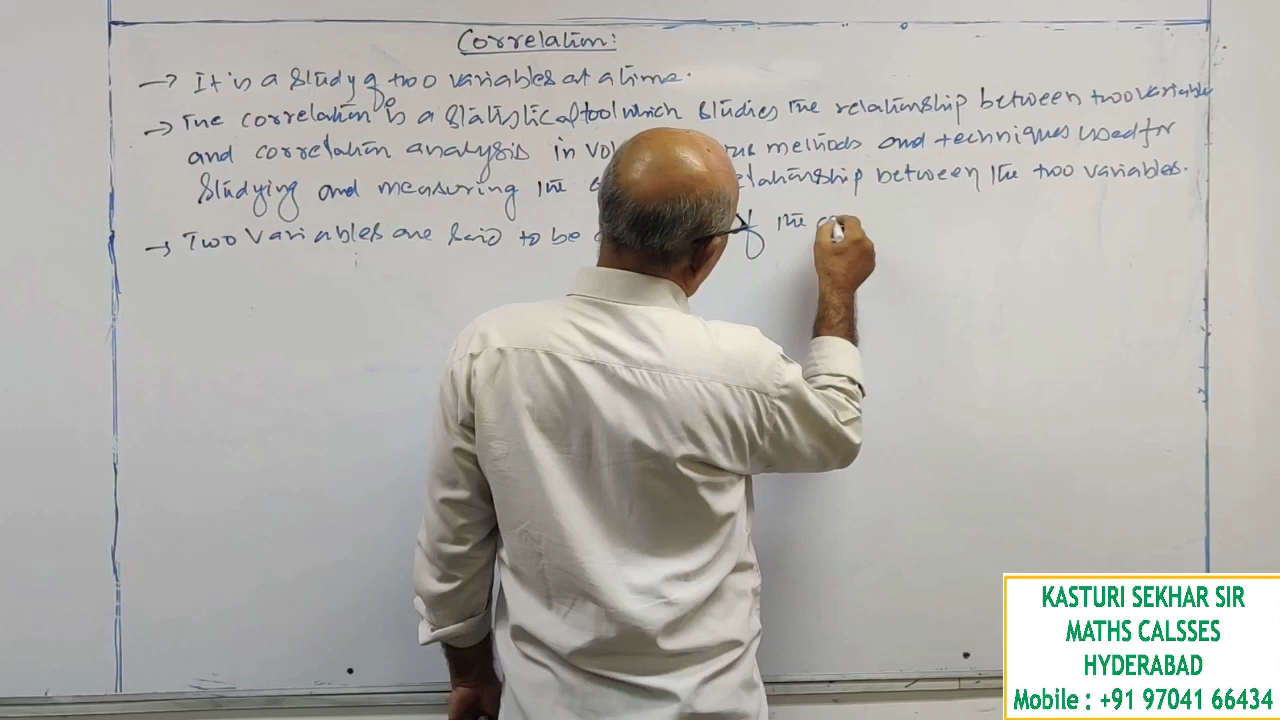 Correlation:
→ It is a study of two variables at a time.
→ The correlation is a statistical tool which studies the relationship between two variables
and correlation analysis in vol methods and techniques used for
studying and measuring the relationship between the two variables.
→ Two variables are said to be if the
KASTURI SEKHAR SIR
MATHS CALSSES
HYDERABAD
Mobile : +91 97041 66434